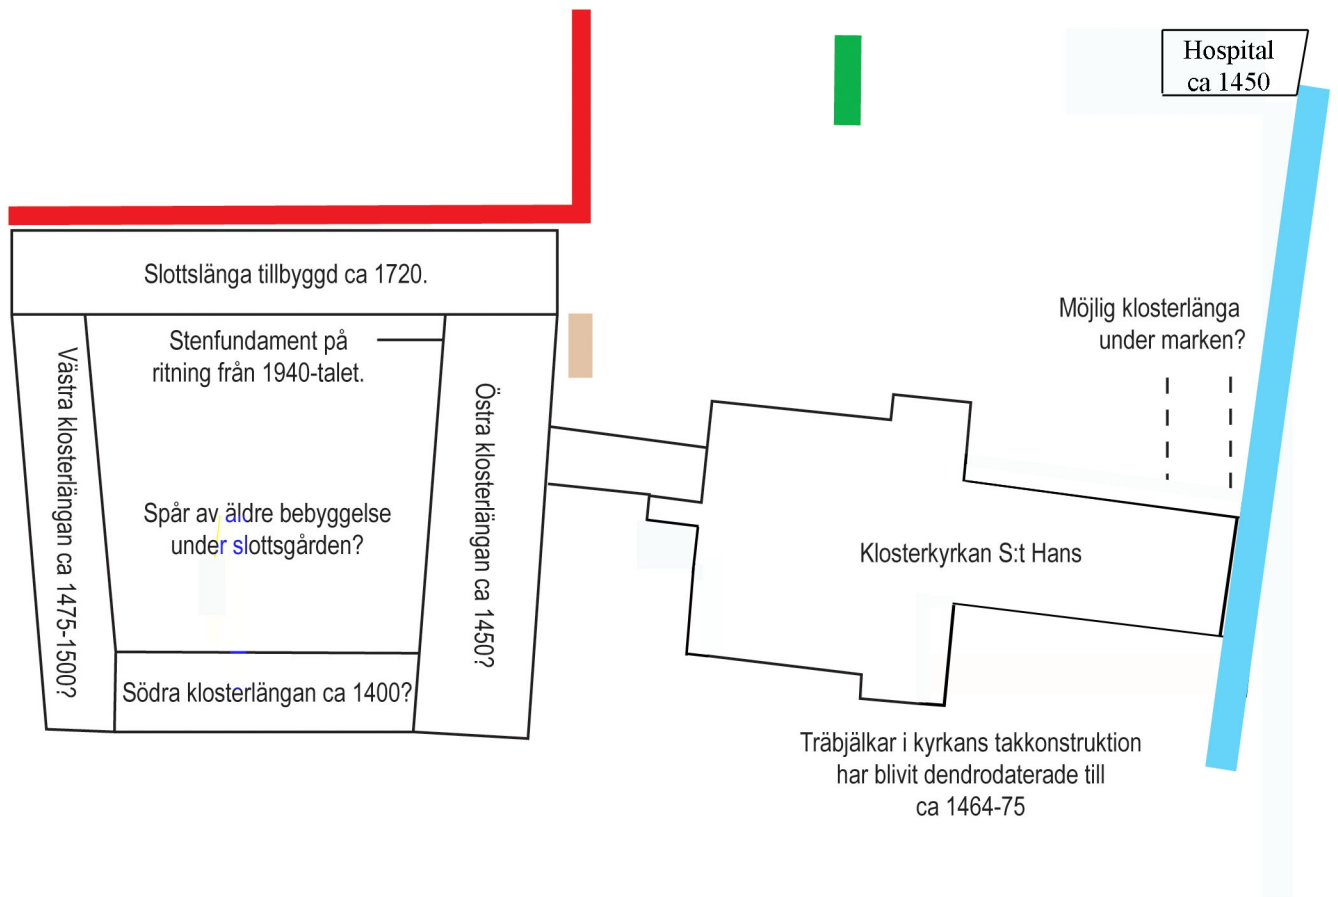 Hospital
ca 1450
Slottslänga tillbyggd ca 1720.
Stenfundament på
ritning från 1940-talet.
Möjlig klosterlänga
under marken?
Västra klosterlängan ca 1475-1500?
Östra klosterlängan ca 1450?
Spår av äldre bebyggelse
under slottsgården?
Klosterkyrkan S:t Hans
Södra klosterlängan ca 1400?
Träbjälkar i kyrkans takkonstruktion
har blivit dendrodaterade till
ca 1464-75